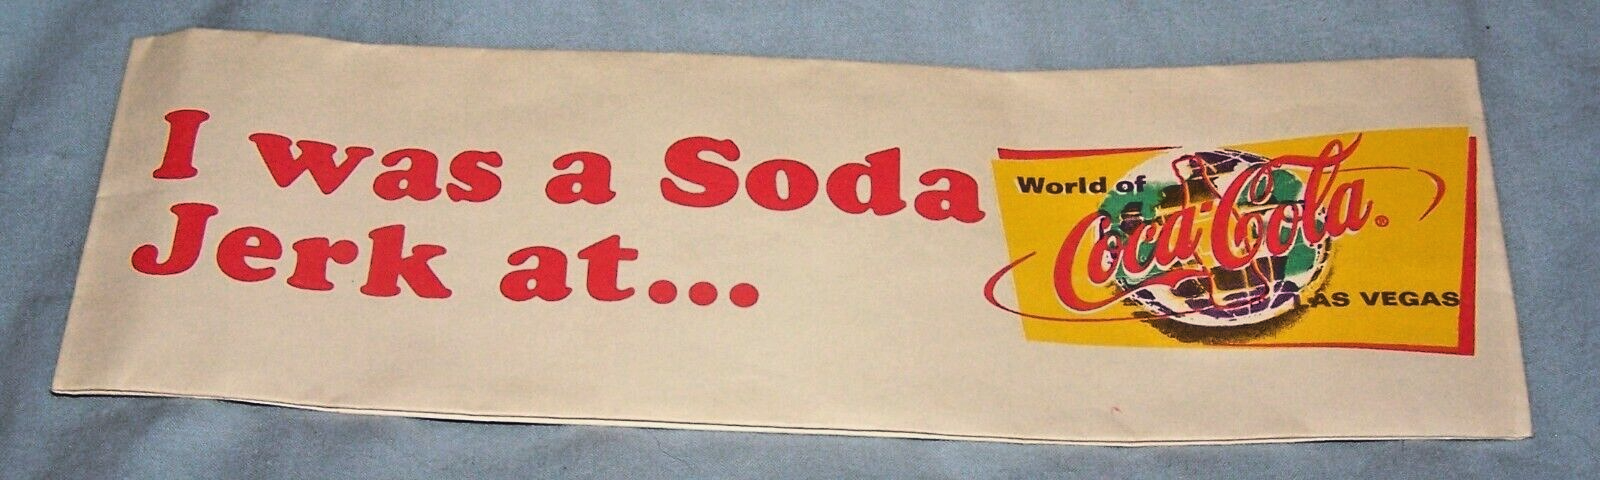 I was a Soda
Jerk at...
World of
Coca-Cola®
LAS VEGAS